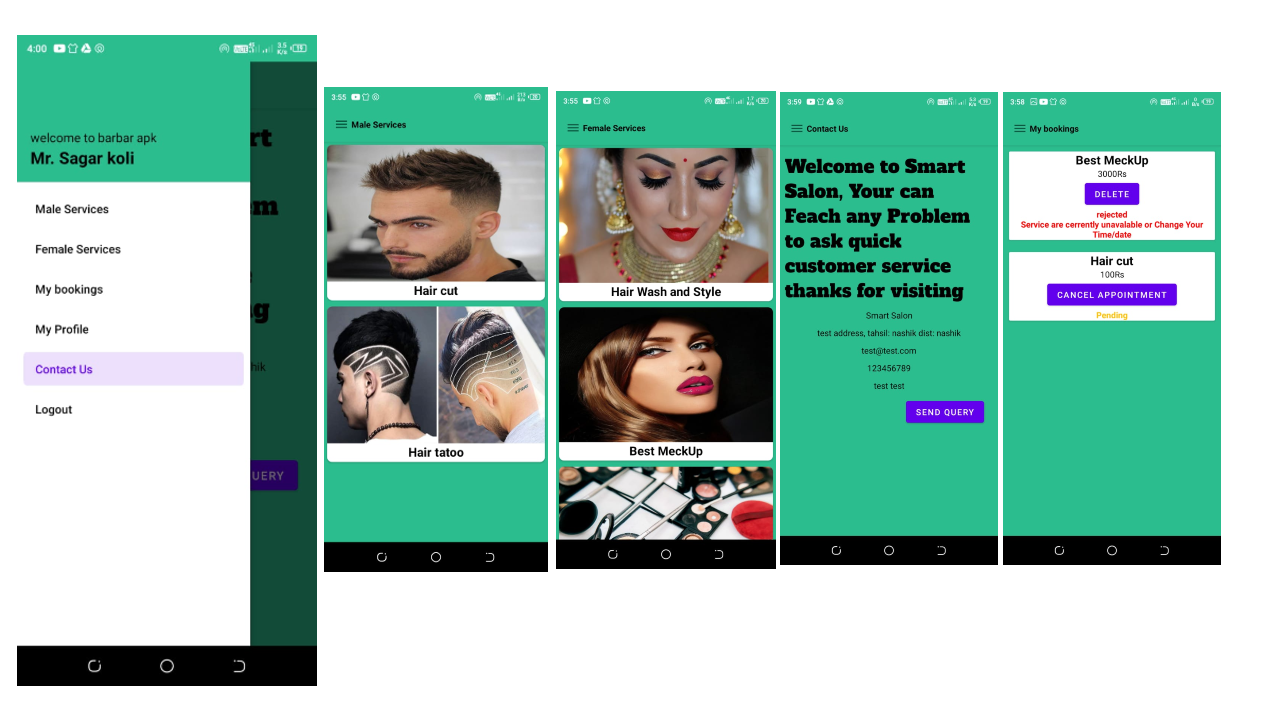 4:00
3.5
K/s
19
welcome to barbar apk
Mr. Sagar koli
Male Services
Female Services
My bookings
My Profile
Contact Us
Logout
rt
m
g
hik
UERY
3:55
Male Services
Hair cut
Hair tatoo
3:55
Female Services
Hair Wash and Style
Best MeckUp
3:59
Contact Us
Welcome to Smart
Salon, Your can
Feach any Problem
to ask quick
customer service
thanks for visiting
Smart Salon
test address, tahsil: nashik dist: nashik
test@test.com
123456789
test test
SEND QUERY
3:58
My bookings
Best MeckUp
3000Rs
DELETE
rejected
Service are cerrently unavalable or Change Your
Time/date
Hair cut
100Rs
CANCEL APPOINTMENT
Pending